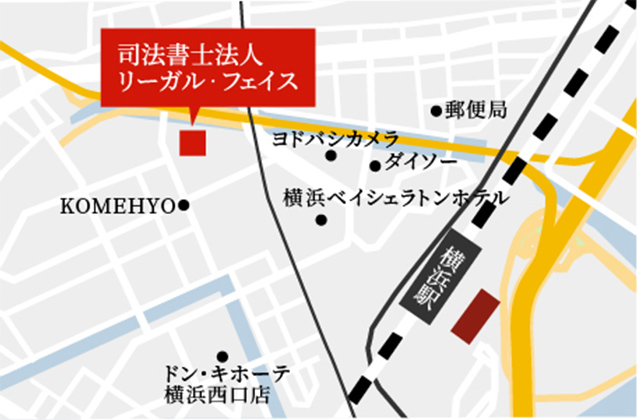 司法書士法人
リーガル・フェイス
郵便局
ヨドバシカメラ
ダイソー
横浜ベイシェラトンホテル
KOMEHYO
横浜駅
ドン・キホーテ
横浜西口店